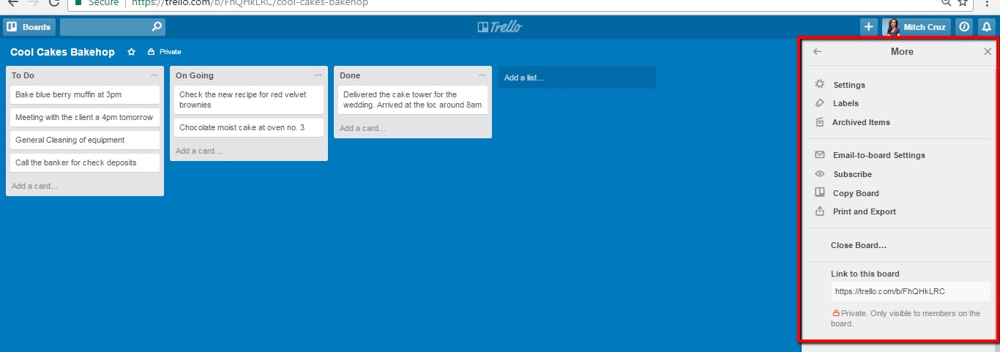 Secure https://trello.com/b/FhQHkLRC/cool-cakes-bakehop
Boards
Trello
Mitch Cruz
Cool Cakes Bakehop
Private
To Do
Bake blue berry muffin at 3pm
Meeting with the client a 4pm tomorrow
General Cleaning of equipment
Call the banker for check deposits
Add a card…
On Going
Check the new recipe for red velvet
brownies
Chocolate moist cake at oven no. 3
Add a card…
Done
Delivered the cake tower for the
wedding. Arrived at the loc around 8am
Add a card…
Add a list…
More
Settings
Labels
Archived Items
Email-to-board Settings
Subscribe
Copy Board
Print and Export
Close Board…
Link to this board
https://trello.com/b/FhQHkLRC
Private. Only visible to members on the
board.